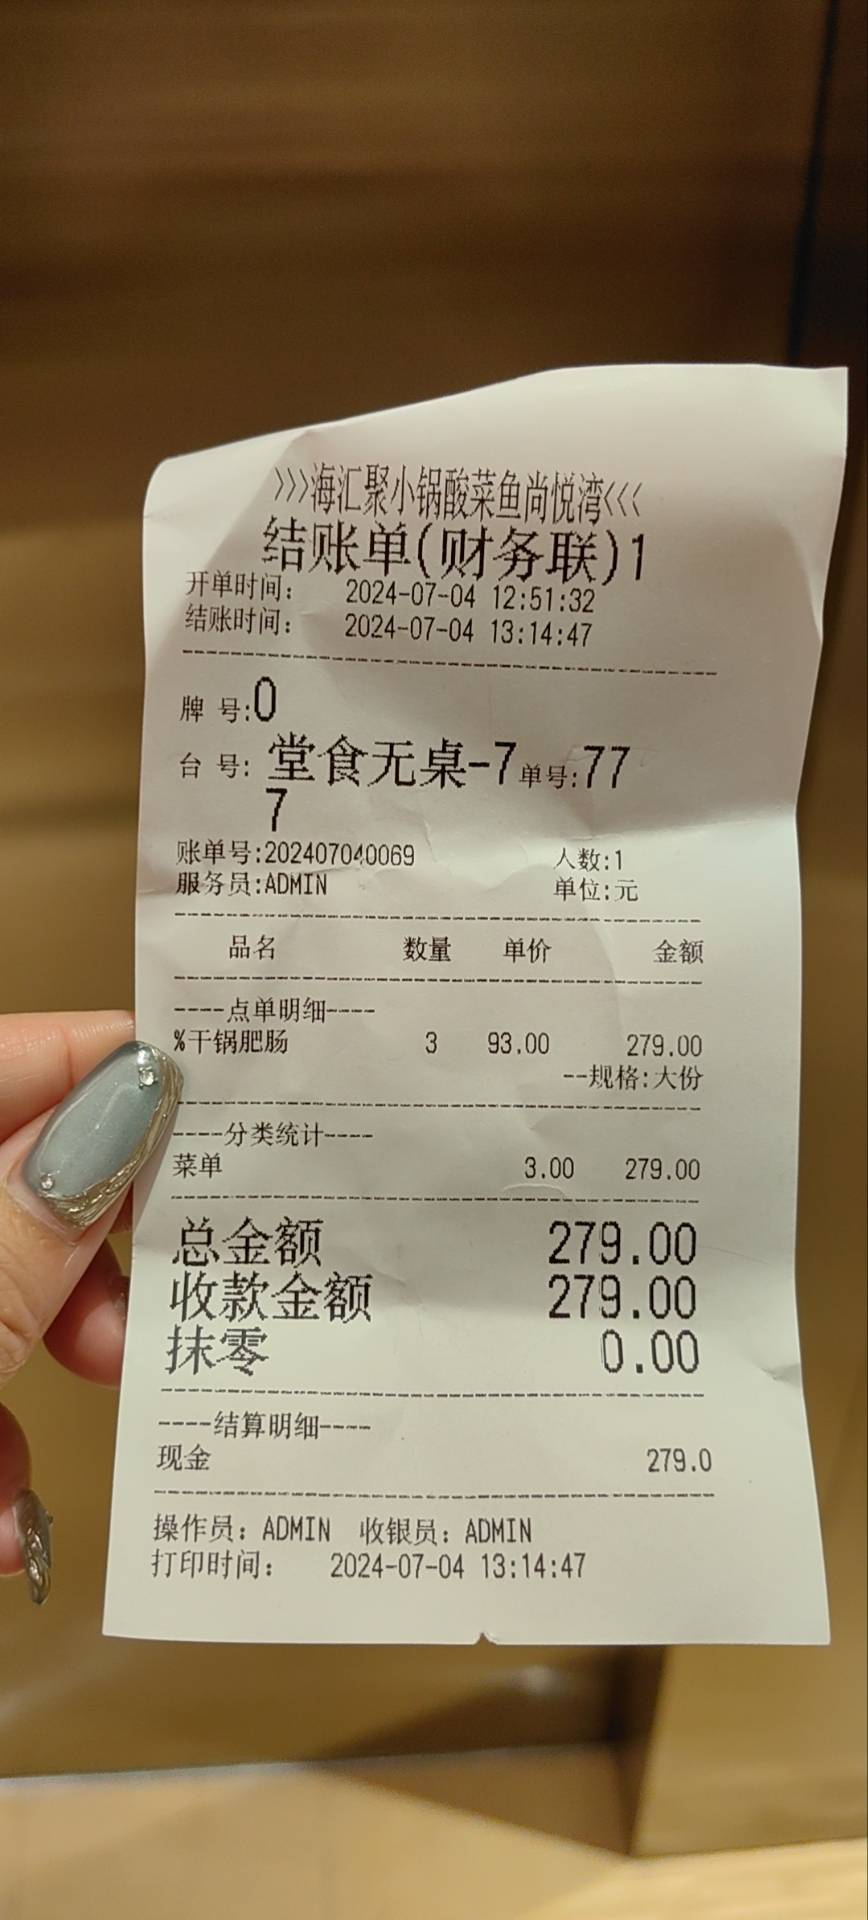 >>>海汇聚小锅酸菜鱼尚悦湾<<<
结账单(财务联)1
开单时间: 2024-07-04 12:51:32
结账时间: 2024-07-04 13:14:47
牌 号:0
台 号: 堂食无桌-7 单号:77
7
账单号:202407040069 人数:1
服务员:ADMIN 单位:元
品名 数量 单价 金额
----点单明细----
%干锅肥肠 3 93.00 279.00
--规格:大份
----分类统计----
菜单 3.00 279.00
总金额 279.00
收款金额 279.00
抹零 0.00
----结算明细----
现金 279.0
操作员: ADMIN 收银员: ADMIN
打印时间: 2024-07-04 13:14:47